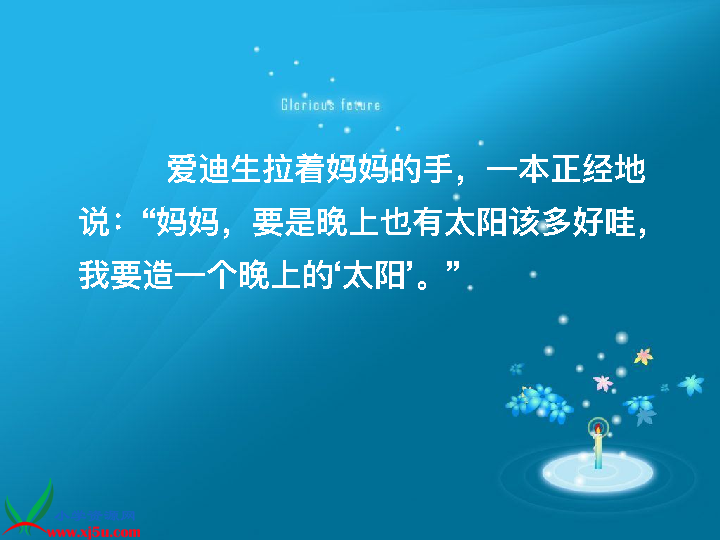 Glorious future
爱迪生拉着妈妈的手，一本正经地
说：“妈妈，要是晚上也有太阳该多好哇，
我要造一个晚上的‘太阳’。”
www.xj5u.com